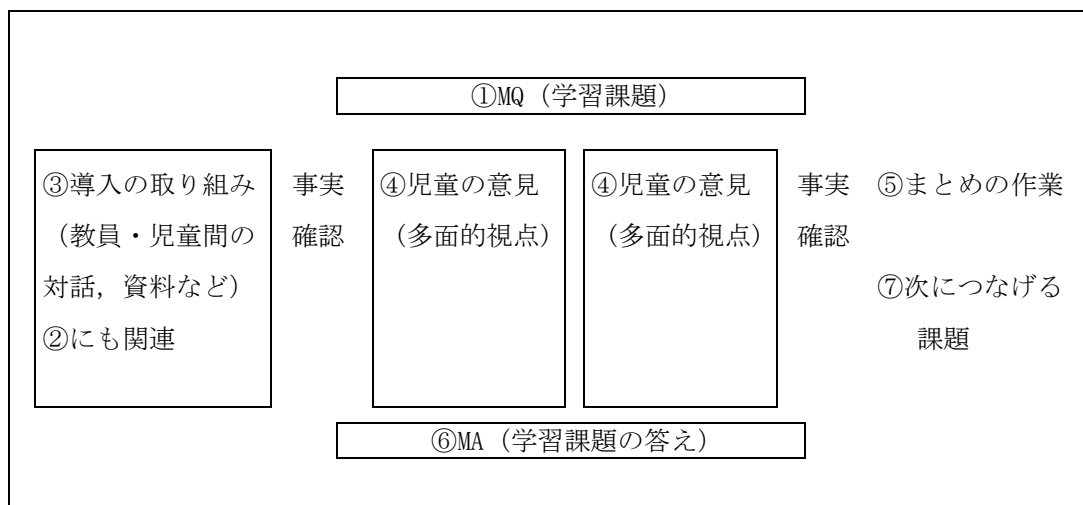 ①MQ（学習課題）
③導入の取り組み
（教員・児童間の
対話，資料など）
②にも関連
事実
確認
④児童の意見
（多面的視点）
④児童の意見
（多面的視点）
事実
確認
⑤まとめの作業
⑦次につなげる
課題
⑥MA（学習課題の答え）